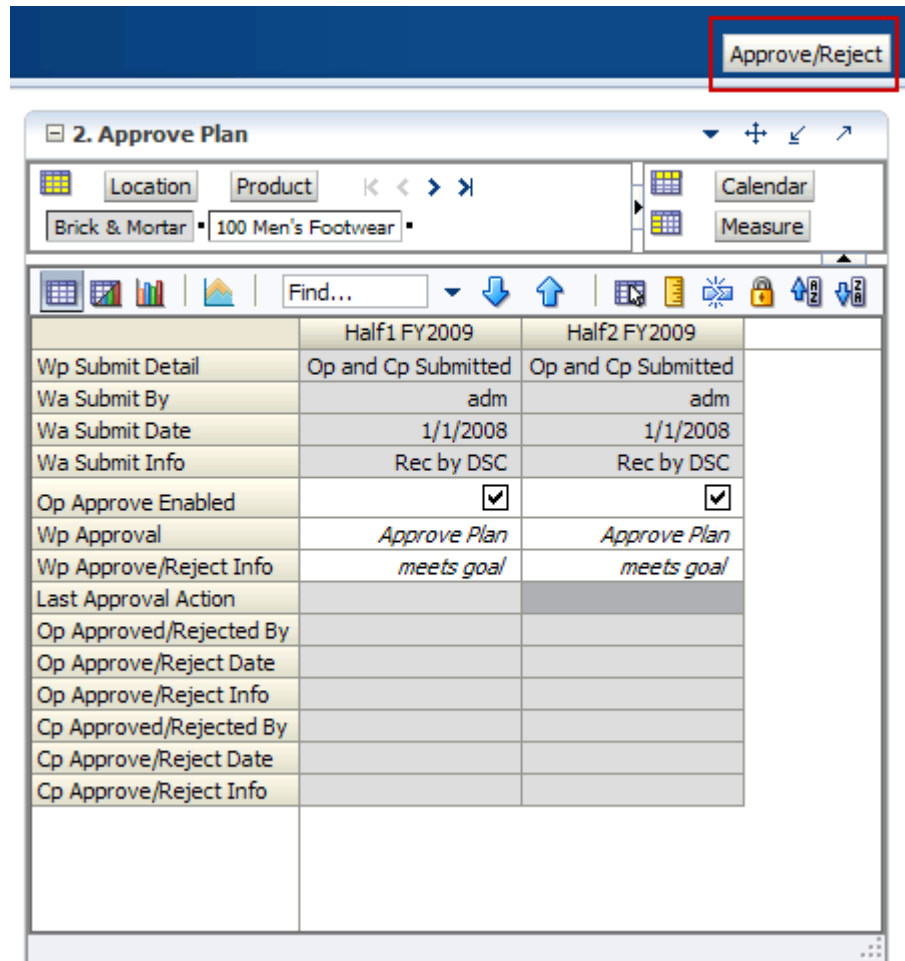 Approve/Reject
2. Approve Plan
Location Product Calendar
Brick & Mortar 100 Men's Footwear Measure
Find...
Half1 FY2009 Half2 FY2009
Wp Submit Detail Op and Cp Submitted Op and Cp Submitted
Wa Submit By adm adm
Wa Submit Date 1/1/2008 1/1/2008
Wa Submit Info Rec by DSC Rec by DSC
Op Approve Enabled
Wp Approval Approve Plan Approve Plan
Wp Approve/Reject Info meets goal meets goal
Last Approval Action
Op Approved/Rejected By
Op Approve/Reject Date
Op Approve/Reject Info
Cp Approved/Rejected By
Cp Approve/Reject Date
Cp Approve/Reject Info